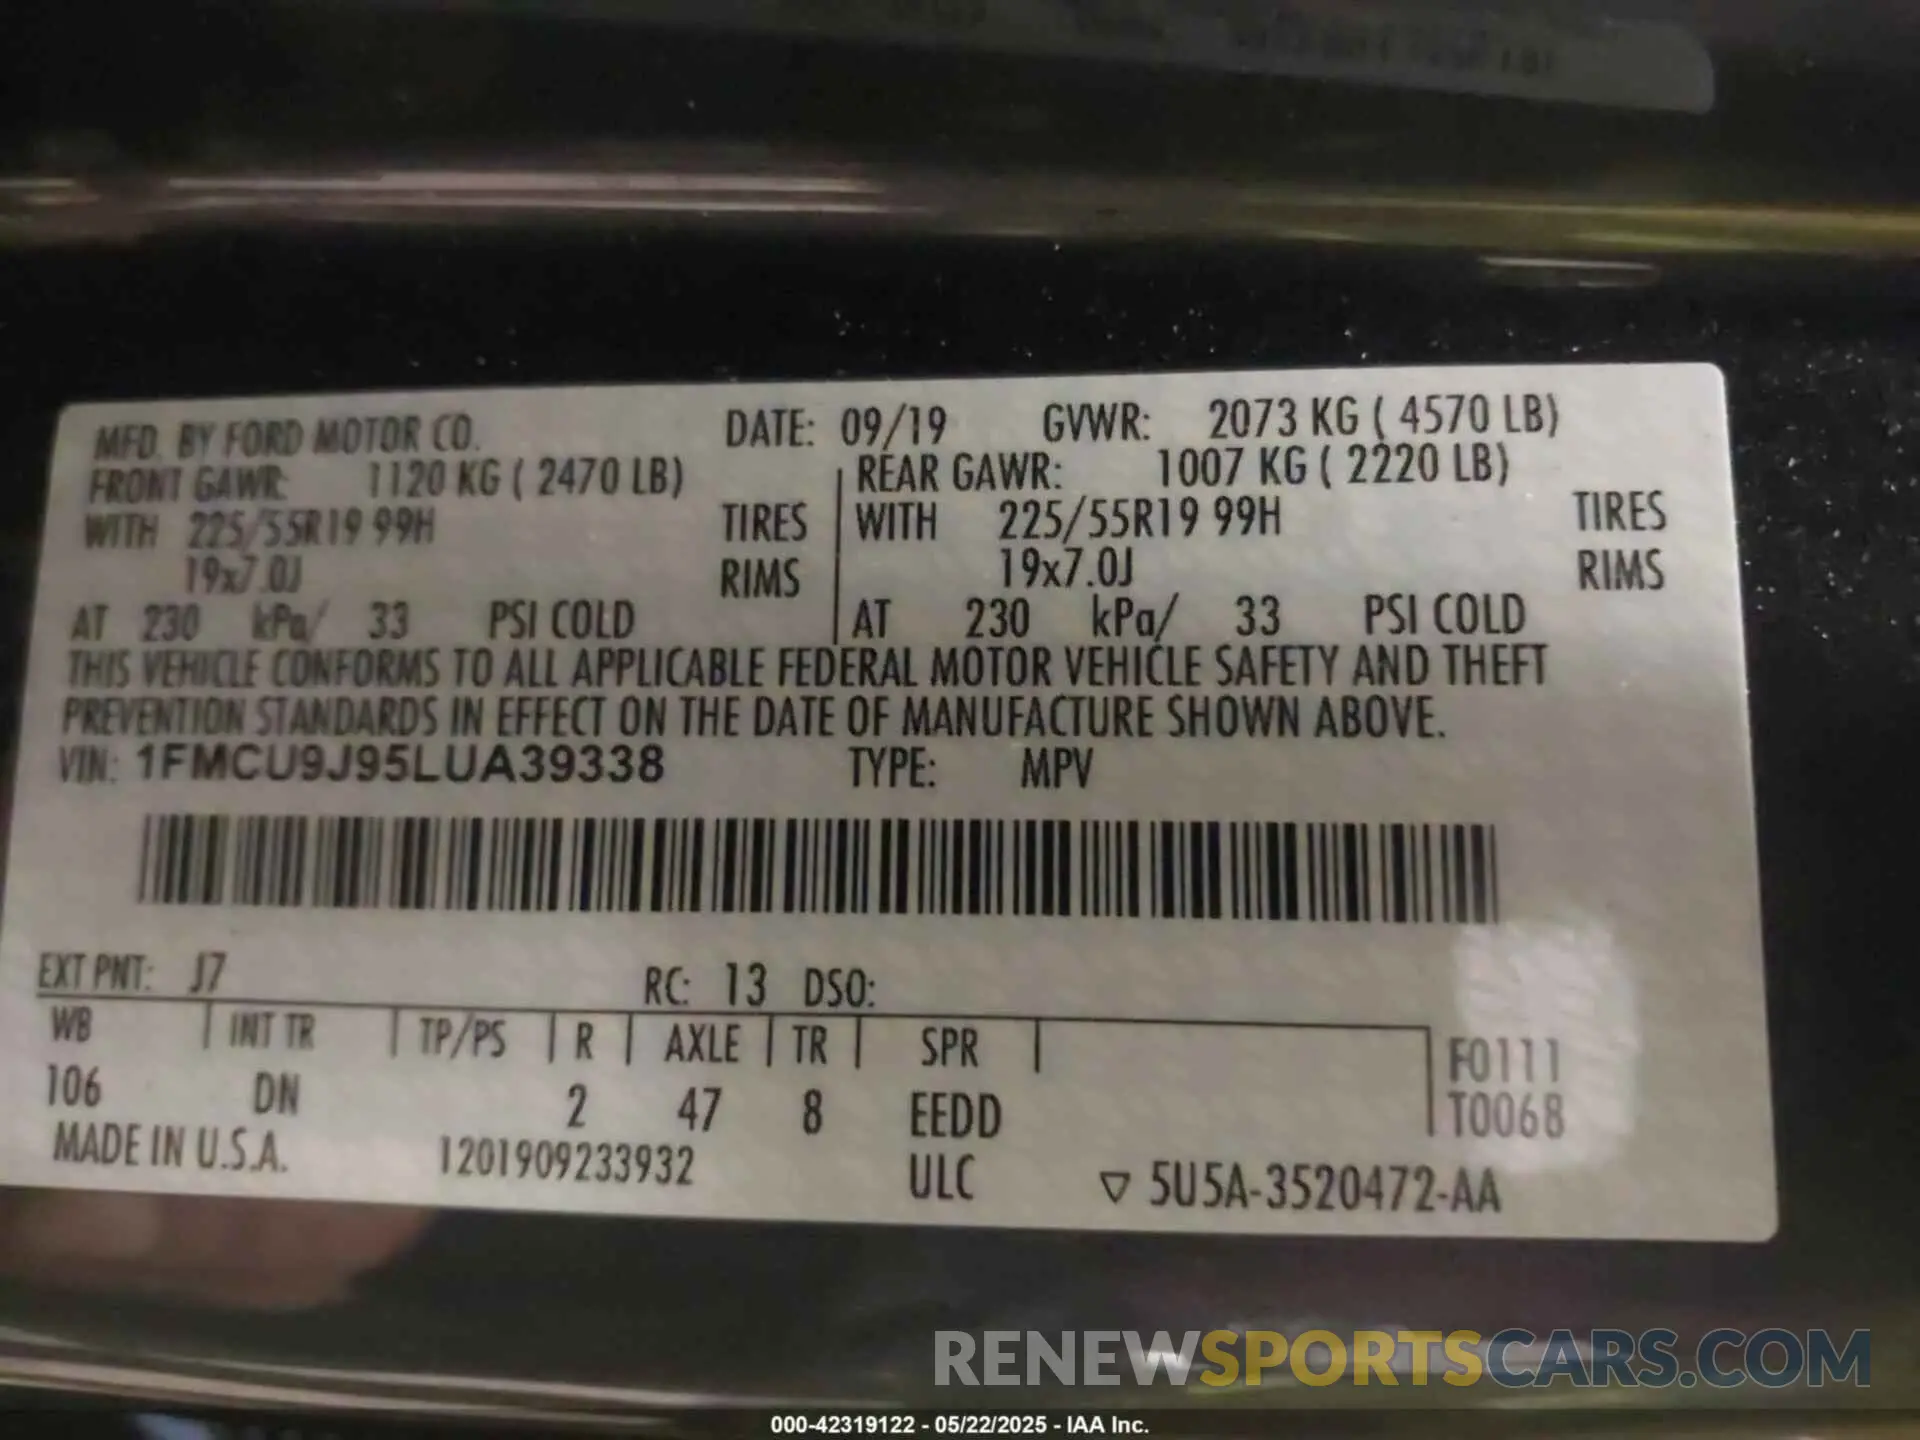 MFD. BY FORD MOTOR CO. DATE: 09/19 GVWR: 2073 KG ( 4570 LB)
FRONT GAWR: 1120 KG ( 2470 LB) REAR GAWR: 1007 KG ( 2220 LB)
WITH 225/55R19 99H TIRES WITH 225/55R19 99H TIRES
19x7.0J RIMS 19x7.0J RIMS
AT 230 kPa/ 33 PSI COLD AT 230 kPa/ 33 PSI COLD
THIS VEHICLE CONFORMS TO ALL APPLICABLE FEDERAL MOTOR VEHICLE SAFETY AND THEFT
PREVENTION STANDARDS IN EFFECT ON THE DATE OF MANUFACTURE SHOWN ABOVE.
VIN: 1FMCU9J95LUA39338 TYPE: MPV
EXT PNT: J7 RC: 13 DSO:
WB INT TR TP/PS R AXLE TR SPR F0111
106 DN 2 47 8 EEDD T0068
MADE IN U.S.A. 1201909233932 ULC ▽ 5U5A-3520472-AA
RENEWSPORTSCARS.COM
000-42319122 - 05/22/2025 - IAA Inc.